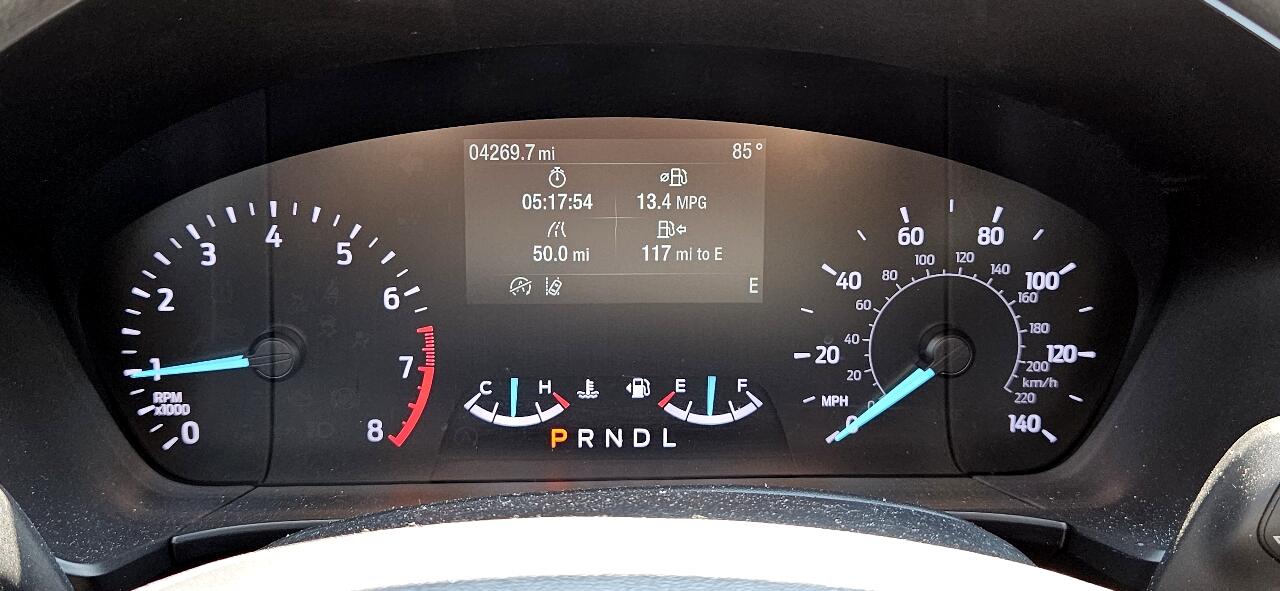 04269.7 mi 85°
05:17:54 13.4 MPG
50.0 mi 117 mi to E
E
0 1 2 3 4 5 6 7 8
RPM
x1000
C H E F
P R N D L
0 20 40 60 80 100 120 140
MPH
0 20 40 60 80 100 120 140 160 180 200 220
km/h